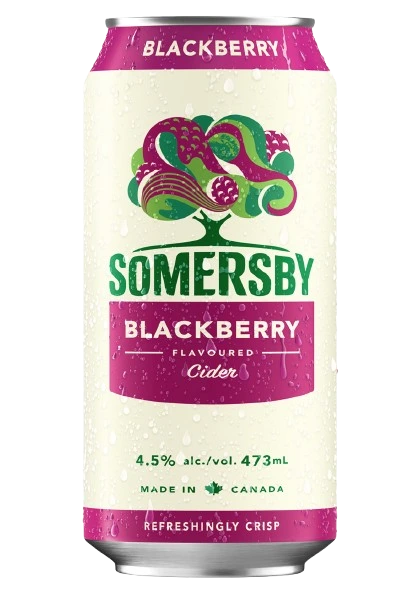 BLACKBERRY
SOMERSBY
BLACKBERRY
FLAVOURED
Cider
4.5% alc./vol. 473mL
MADE IN CANADA
REFRESHINGLY CRISP